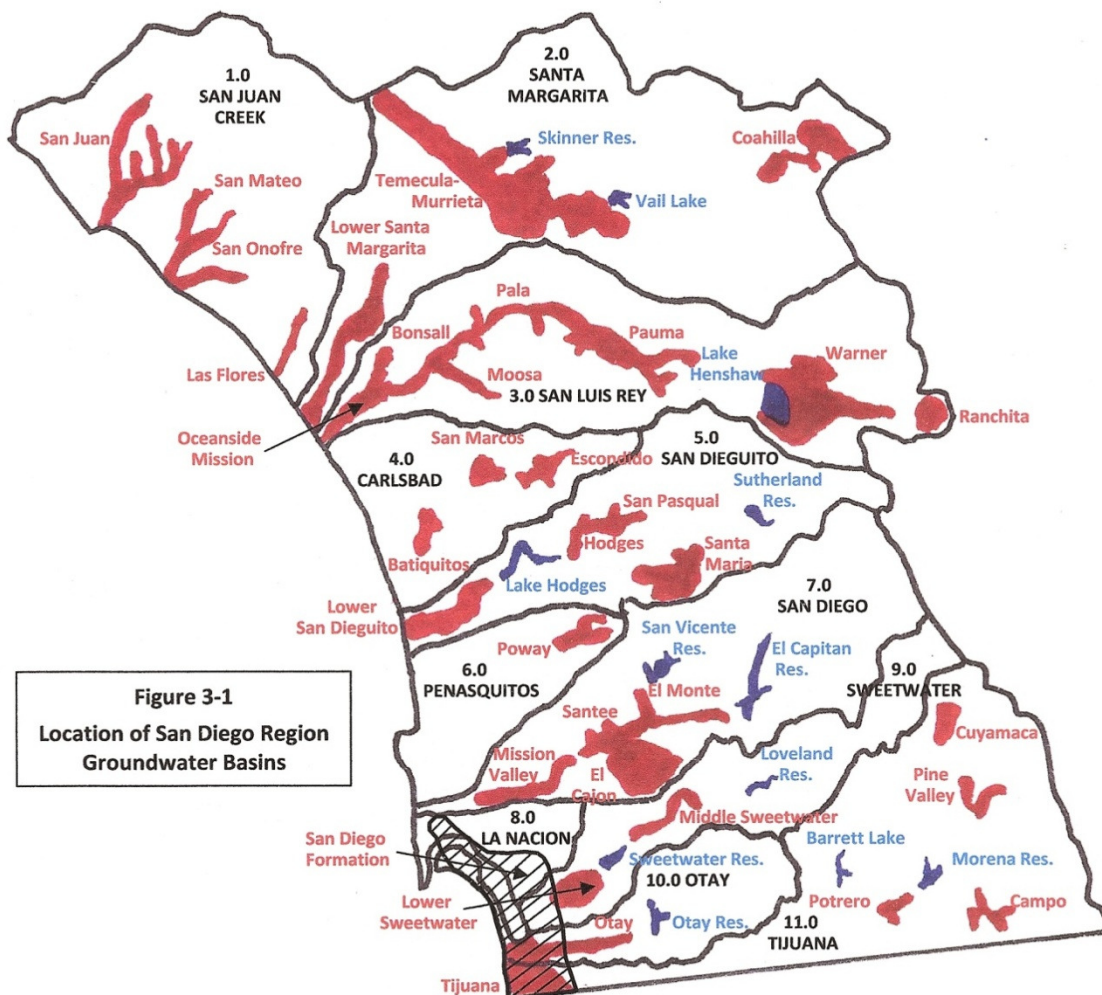 2.0
SANTA
MARGARITA
1.0
SAN JUAN
CREEK
San Juan
Skinner Res.
Coahilla
San Mateo
Temecula-
Murrieta
Vail Lake
Lower Santa
Margarita
San Onofre
Pala
Bonsall
Pauma
Lake
Henshaw
Warner
Las Flores
Moosa
3.0 SAN LUIS REY
Ranchita
Oceanside
Mission
San Marcos
Escondido
5.0
SAN DIEGUITO
4.0
CARLSBAD
Sutherland
Res.
San Pasqual
Hodges
Santa
Maria
Batiquitos
Lake Hodges
7.0
SAN DIEGO
Lower
San Dieguito
Poway
San Vicente
Res.
El Capitan
Res.
9.0
SWEETWATER
6.0
PENASQUITOS
El Monte
Santee
Cuyamaca
Figure 3-1
Location of San Diego Region
Groundwater Basins
Mission
Valley
El
Cajon
Loveland
Res.
Pine
Valley
Middle Sweetwater
8.0
LA NACION
San Diego
Formation
Sweetwater Res.
Barrett Lake
Morena Res.
10.0 OTAY
Lower
Sweetwater
Potrero
Campo
Otay
Otay Res.
11.0
TIJUANA
Tijuana